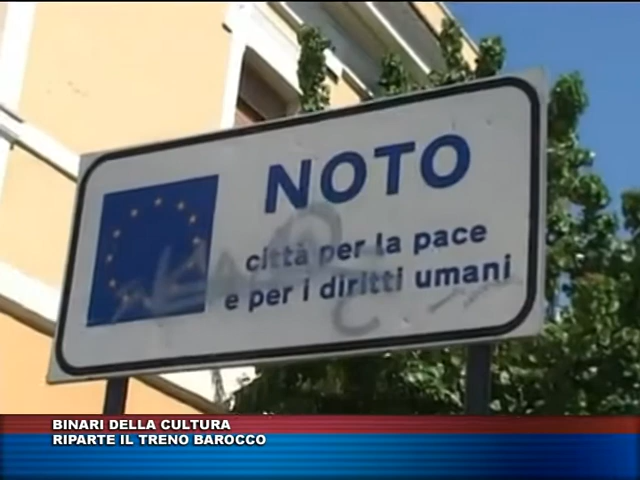 NOTO
città per la pace
e per i diritti umani
BINARI DELLA CULTURA
RIPARTE IL TRENO BAROCCO